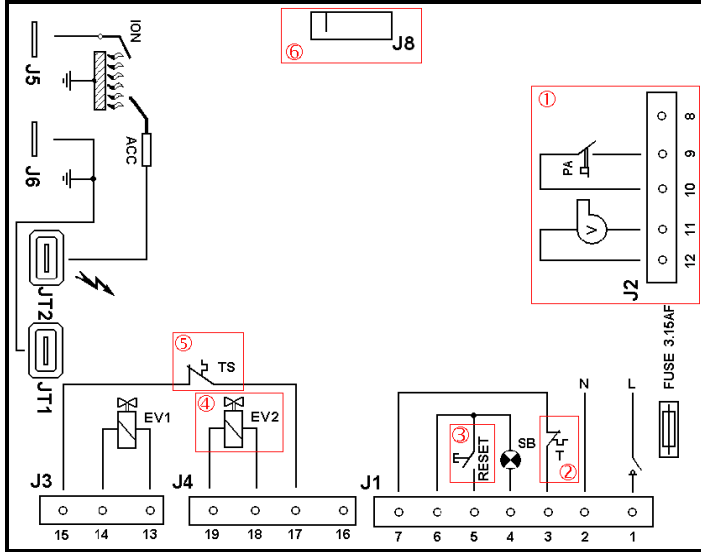 ION
J5
⑥
J8
①
8
9
PA
10
11
V
12
J2
ACC
J6
JT2
JT1
FUSE 3.15AF
⑤
TS
④
EV1
EV2
N
L
③
RESET
SB
②
T
J3
J4
J1
15
14
13
19
18
17
16
7
6
5
4
3
2
1